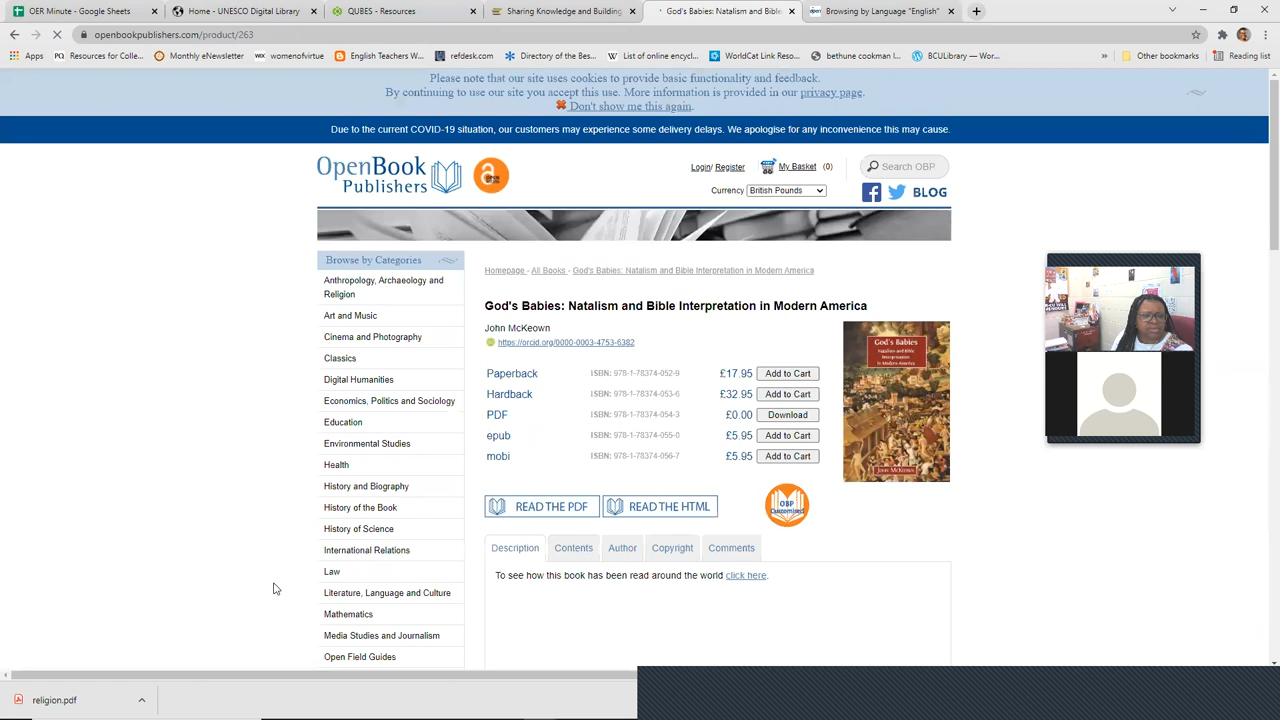 OER Minute - Google Sheets
Home - UNESCO Digital Library
QUBES - Resources
Sharing Knowledge and Building
God's Babies: Natalism and Bible
Browsing by Language "English"
openbookpublishers.com/product/263
Apps
Resources for Colle...
Monthly eNewsletter
womenofvirtue
English Teachers We...
refdesk.com
Directory of the Bes...
List of online encycl...
WorldCat Link Reso...
bethune cookman l...
BCULibrary — Wor...
Other bookmarks
Reading list
Please note that our site uses cookies to provide basic functionality and feedback.
By continuing to use our site you accept this use. More information is provided in our privacy page.
Don't show me this again.
Due to the current COVID-19 situation, our customers may experience some delivery delays. We apologise for any inconvenience this may cause.
OpenBook
Publishers
Login/ Register
My Basket (0)
Search OBP
Currency British Pounds
BLOG
Browse by Categories
Anthropology, Archaeology and
Religion
Art and Music
Cinema and Photography
Classics
Digital Humanities
Economics, Politics and Sociology
Education
Environmental Studies
Health
History and Biography
History of the Book
History of Science
International Relations
Law
Literature, Language and Culture
Mathematics
Media Studies and Journalism
Open Field Guides
Homepage - All Books - God's Babies: Natalism and Bible Interpretation in Modern America
God's Babies: Natalism and Bible Interpretation in Modern America
John McKeown
https://orcid.org/0000-0003-4753-6382
Paperback ISBN: 978-1-78374-052-9 £17.95 Add to Cart
Hardback ISBN: 978-1-78374-053-6 £32.95 Add to Cart
PDF ISBN: 978-1-78374-054-3 £0.00 Download
epub ISBN: 978-1-78374-055-0 £5.95 Add to Cart
mobi ISBN: 978-1-78374-056-7 £5.95 Add to Cart
God's Babies
Natalism and Bible
Interpretation
in Modern America
JOHN MCKEOWN
READ THE PDF
READ THE HTML
OBP
Customised
Description
Contents
Author
Copyright
Comments
To see how this book has been read around the world click here.
religion.pdf